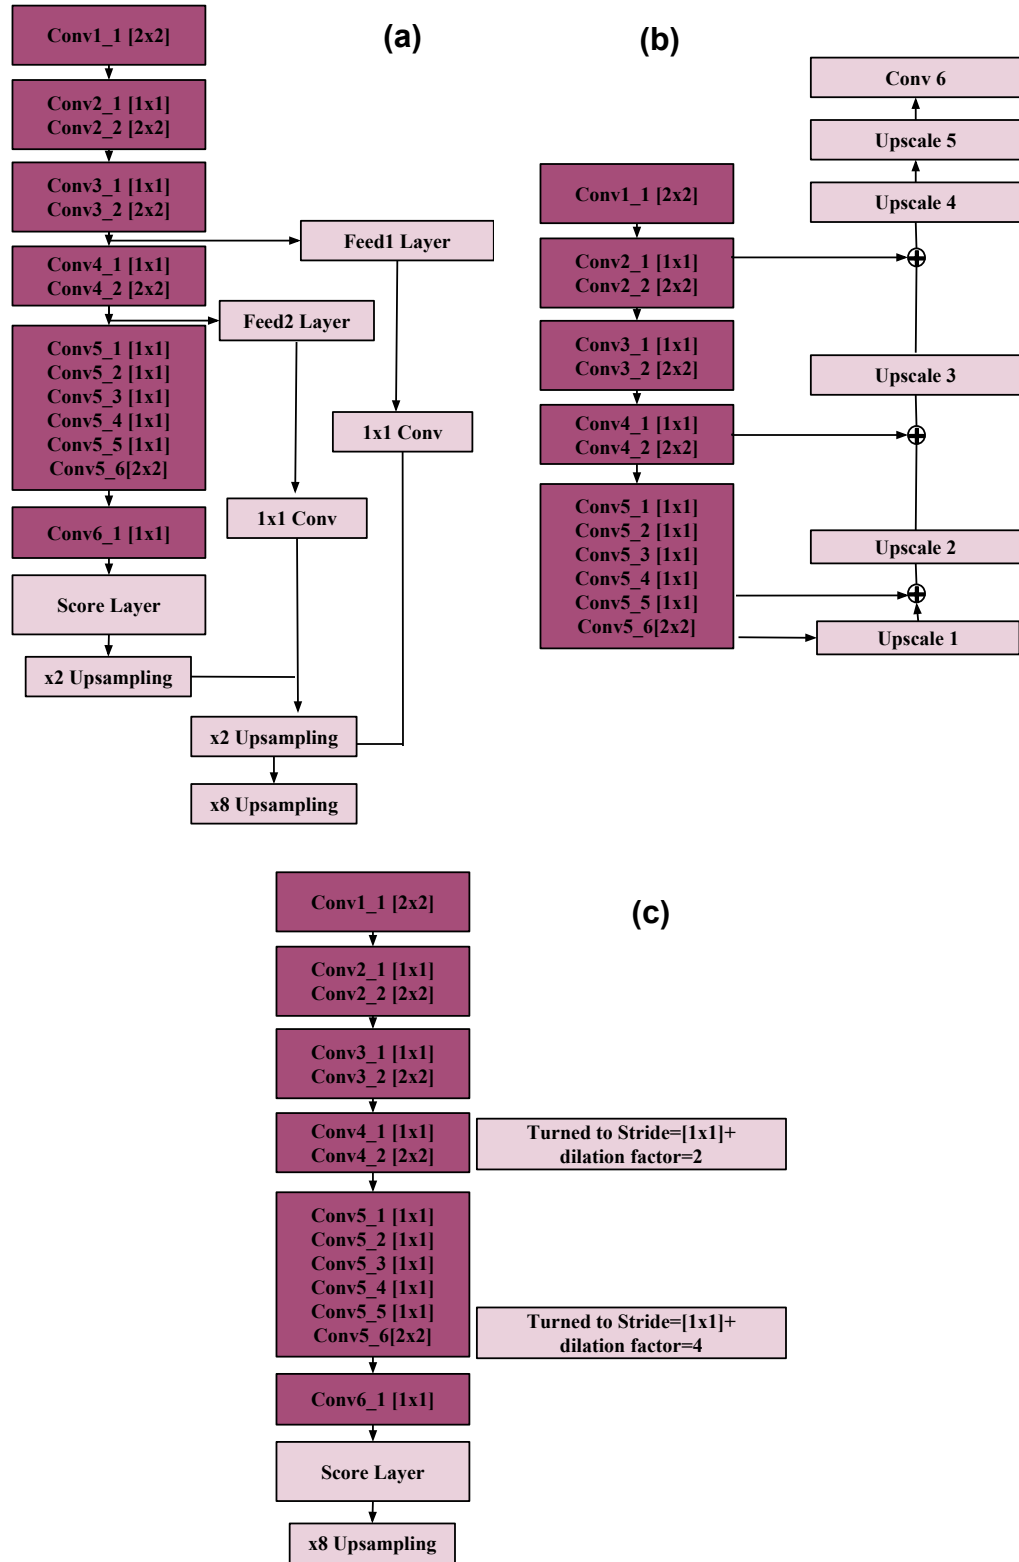 (a)
Conv1_1 [2x2]
Conv2_1 [1x1]
Conv2_2 [2x2]
Conv3_1 [1x1]
Conv3_2 [2x2]
Feed1 Layer
Conv4_1 [1x1]
Conv4_2 [2x2]
Feed2 Layer
Conv5_1 [1x1]
Conv5_2 [1x1]
Conv5_3 [1x1]
Conv5_4 [1x1]
Conv5_5 [1x1]
Conv5_6[2x2]
1x1 Conv
1x1 Conv
Conv6_1 [1x1]
Score Layer
x2 Upsampling
x2 Upsampling
x8 Upsampling
(b)
Conv 6
Upscale 5
Upscale 4
Conv1_1 [2x2]
Conv2_1 [1x1]
Conv2_2 [2x2]
Conv3_1 [1x1]
Conv3_2 [2x2]
Upscale 3
Conv4_1 [1x1]
Conv4_2 [2x2]
Conv5_1 [1x1]
Conv5_2 [1x1]
Conv5_3 [1x1]
Conv5_4 [1x1]
Conv5_5 [1x1]
Conv5_6[2x2]
Upscale 2
Upscale 1
(c)
Conv1_1 [2x2]
Conv2_1 [1x1]
Conv2_2 [2x2]
Conv3_1 [1x1]
Conv3_2 [2x2]
Conv4_1 [1x1]
Conv4_2 [2x2]
Turned to Stride=[1x1]+
dilation factor=2
Conv5_1 [1x1]
Conv5_2 [1x1]
Conv5_3 [1x1]
Conv5_4 [1x1]
Conv5_5 [1x1]
Conv5_6[2x2]
Turned to Stride=[1x1]+
dilation factor=4
Conv6_1 [1x1]
Score Layer
x8 Upsampling